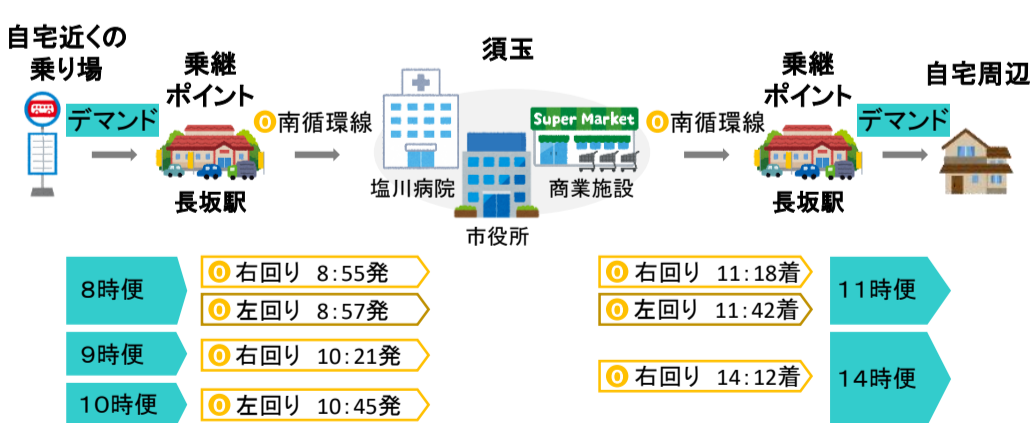 自宅近くの
乗り場
デマンド
乗継
ポイント
長坂駅
O南循環線
須玉
塩川病院
市役所
Super Market
商業施設
O南循環線
乗継
ポイント
長坂駅
デマンド
自宅周辺
8時便
O 右回り 8:55発
O 左回り 8:57発
9時便
O 右回り 10:21発
10時便
O 左回り 10:45発
O 右回り 11:18着
O 左回り 11:42着
11時便
O 右回り 14:12着
14時便